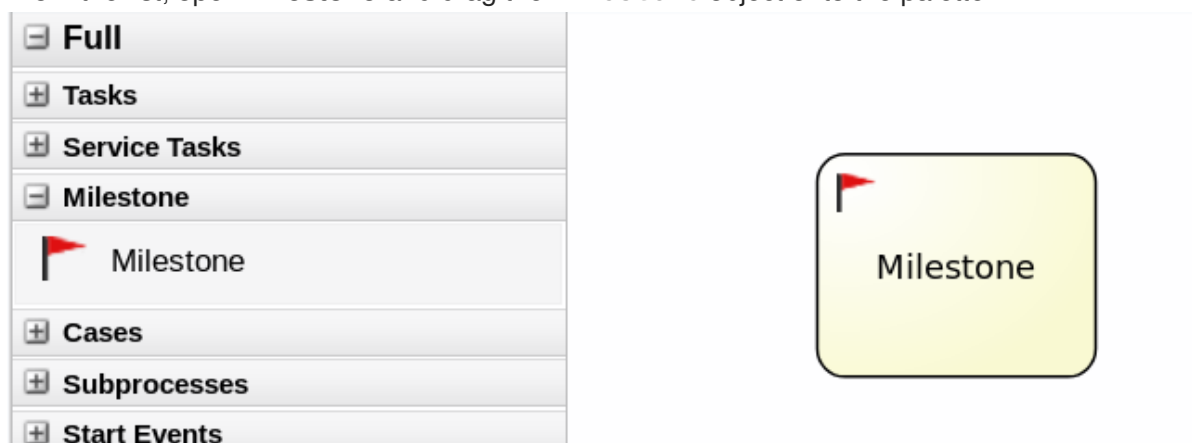 Full
Tasks
Service Tasks
Milestone
Milestone
Milestone
Cases
Subprocesses
Start Events